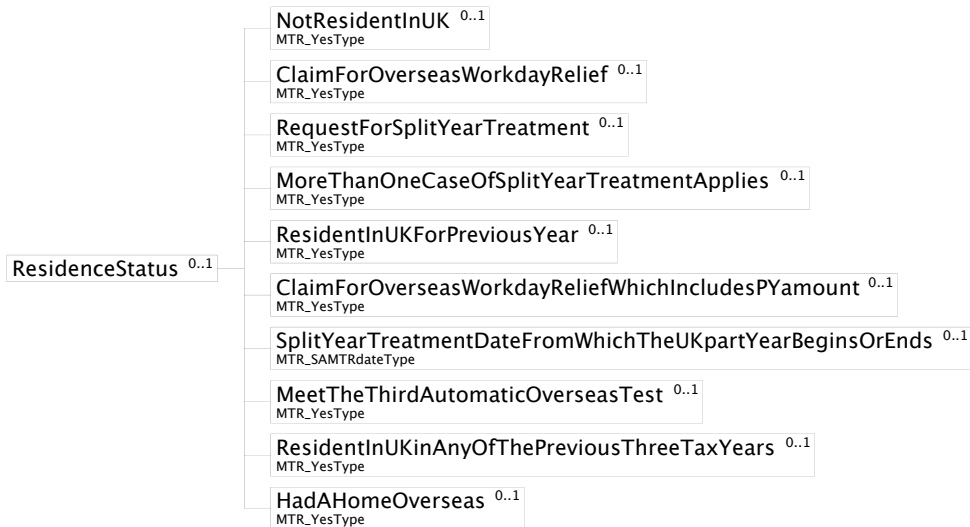 NotResidentInUK 0..1
MTR_YesType
ClaimForOverseasWorkdayRelief 0..1
MTR_YesType
RequestForSplitYearTreatment 0..1
MTR_YesType
MoreThanOneCaseOfSplitYearTreatmentApplies 0..1
MTR_YesType
ResidentInUKForPreviousYear 0..1
MTR_YesType
ResidenceStatus 0..1
ClaimForOverseasWorkdayReliefWhichIncludesPYamount 0..1
MTR_YesType
SplitYearTreatmentDateFromWhichTheUKpartYearBeginsOrEnds 0..1
MTR_SAMTRdateType
MeetTheThirdAutomaticOverseasTest 0..1
MTR_YesType
ResidentInUKinAnyOfThePreviousThreeTaxYears 0..1
MTR_YesType
HadAHomeOverseas 0..1
MTR_YesType